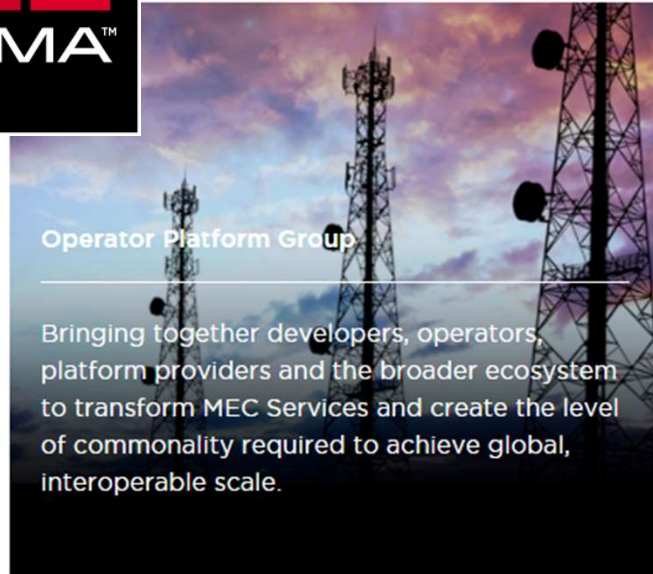 MA™
Operator Platform Group
Bringing together developers, operators,
platform providers and the broader ecosystem
to transform MEC Services and create the level
of commonality required to achieve global,
interoperable scale.